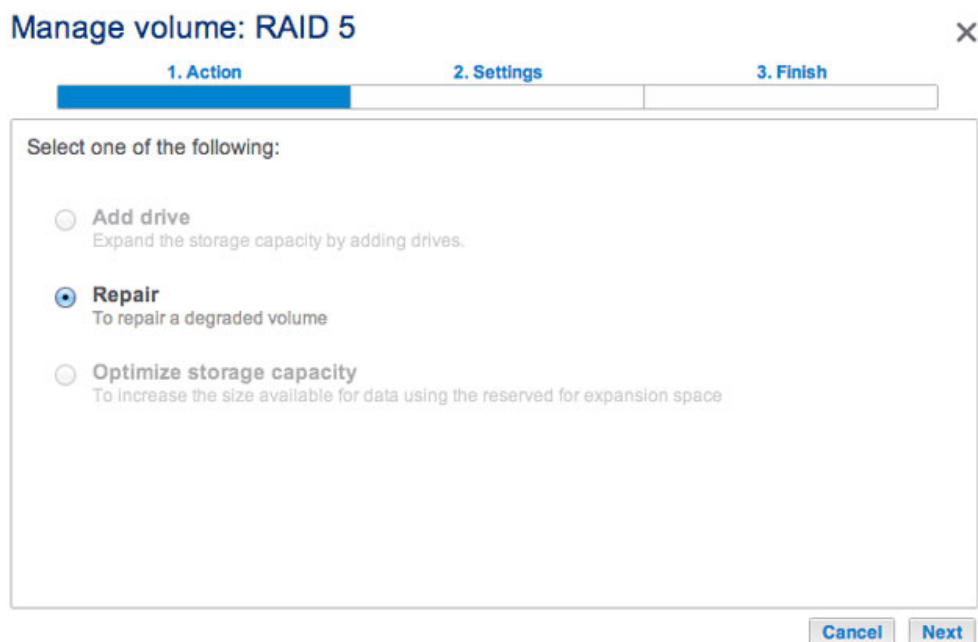 Manage volume: RAID 5
1. Action
2. Settings
3. Finish
Select one of the following:
Add drive
Expand the storage capacity by adding drives.
Repair
To repair a degraded volume
Optimize storage capacity
To increase the size available for data using the reserved for expansion space
Cancel
Next